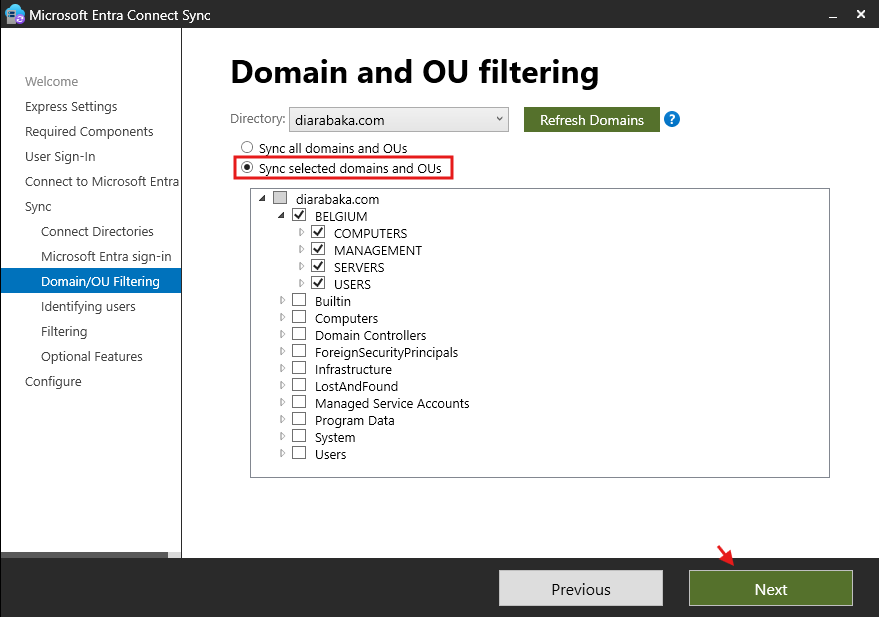 Microsoft Entra Connect Sync
Welcome
Express Settings
Required Components
User Sign-In
Connect to Microsoft Entra
Sync
Connect Directories
Microsoft Entra sign-in
Domain/OU Filtering
Identifying users
Filtering
Optional Features
Configure
Domain and OU filtering
Directory: diarabaka.com Refresh Domains ?
Sync all domains and OUs
Sync selected domains and OUs
diarabaka.com
BELGIUM
COMPUTERS
MANAGEMENT
SERVERS
USERS
Builtin
Computers
Domain Controllers
ForeignSecurityPrincipals
Infrastructure
LostAndFound
Managed Service Accounts
Program Data
System
Users
Previous Next